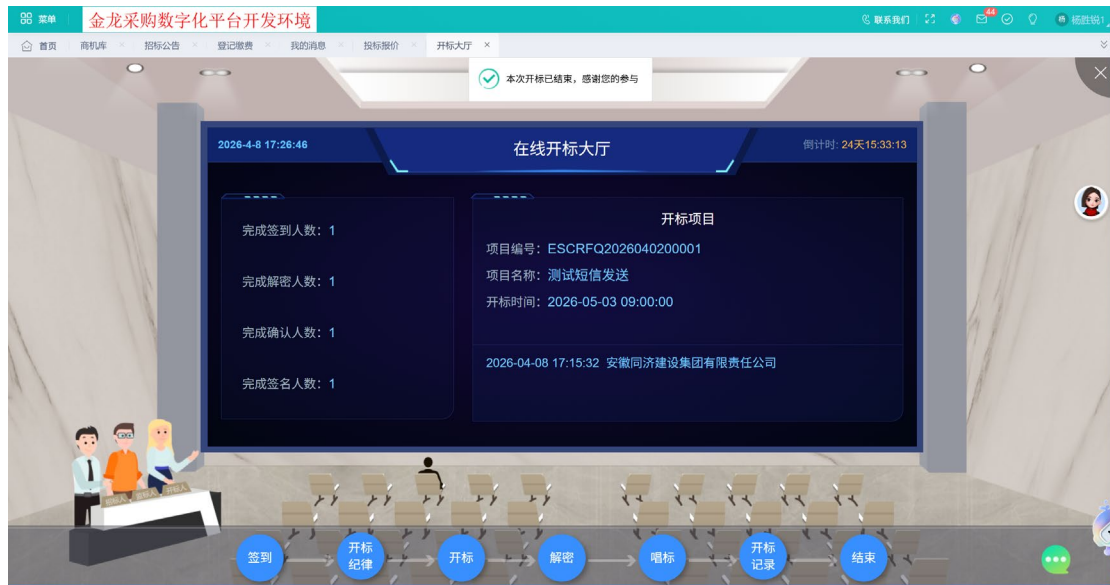 菜单
金龙采购数字化平台开发环境
联系我们
44
杨
杨胜锐1
首页
商机库 ×
招标公告 ×
登记缴费 ×
我的消息 ×
投标报价 ×
开标大厅 ×
本次开标已结束，感谢您的参与
2026-4-8 17:26:46
在线开标大厅
倒计时: 24天15:33:13
完成签到人数：1
完成解密人数：1
完成确认人数：1
完成签名人数：1
开标项目
项目编号：ESCRFQ2026040200001
项目名称：测试短信发送
开标时间：2026-05-03 09:00:00
2026-04-08 17:15:32 安徽同济建设集团有限责任公司
签到
开标
纪律
开标
解密
唱标
开标
记录
结束